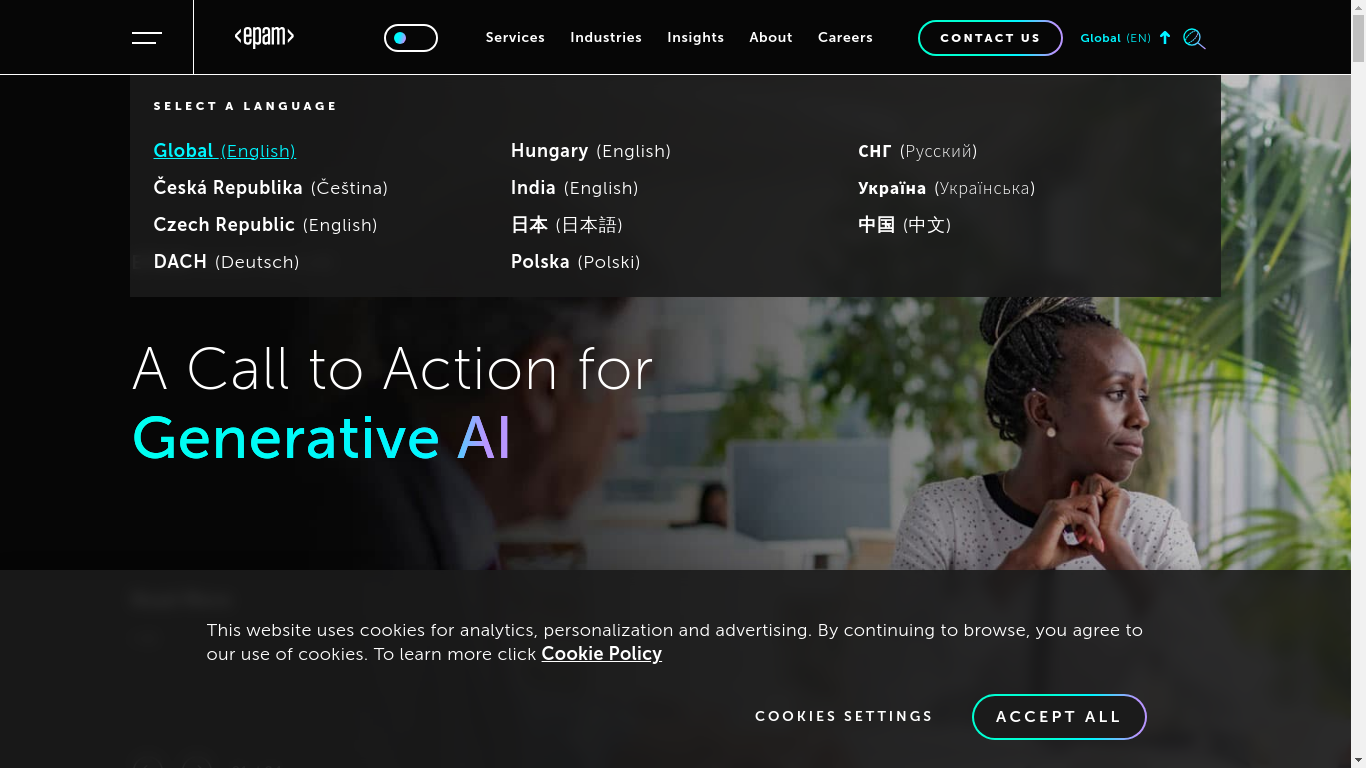 <epam>
Services Industries Insights About Careers CONTACT US Global (EN)
SELECT A LANGUAGE
Global (English)
Česká Republika (Čeština)
Czech Republic (English)
DACH (Deutsch)
Hungary (English)
India (English)
日本 (日本語)
Polska (Polski)
СНГ (Русский)
Україна (Українська)
中国 (中文)
A Call to Action for
Generative AI
This website uses cookies for analytics, personalization and advertising. By continuing to browse, you agree to
our use of cookies. To learn more click Cookie Policy
COOKIES SETTINGS ACCEPT ALL